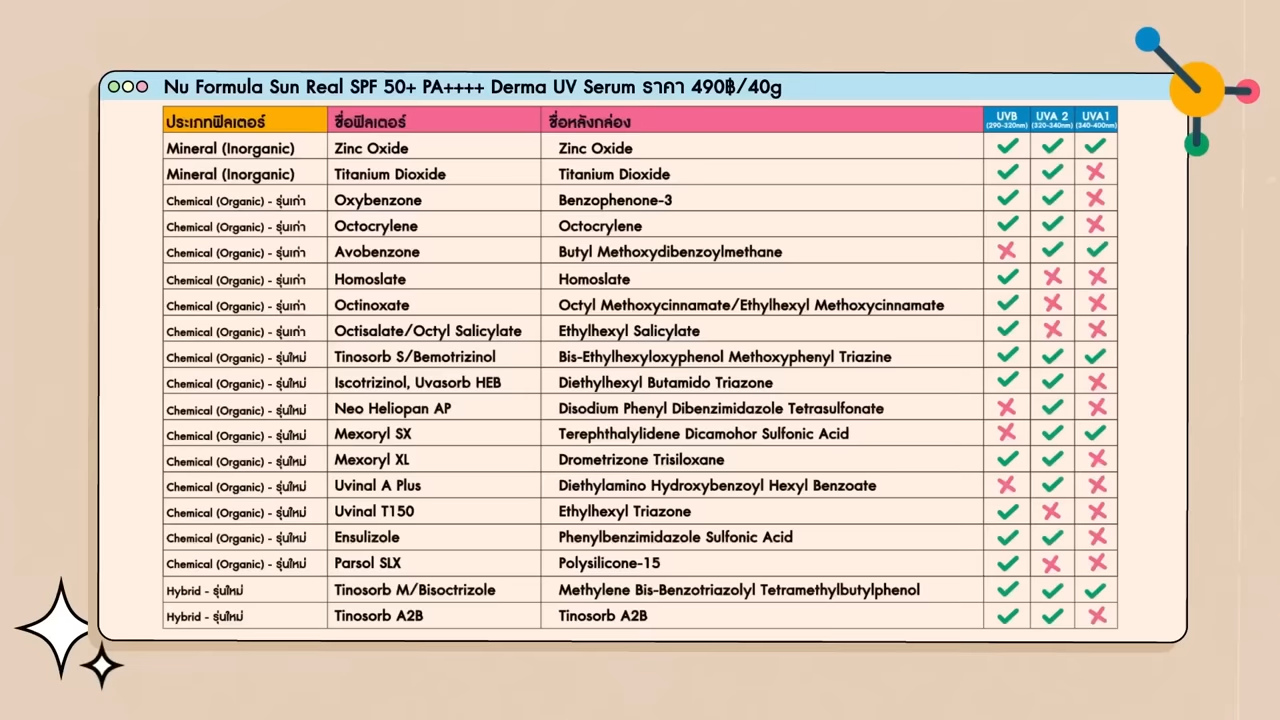 Nu Formula Sun Real SPF 50+ PA++++ Derma UV Serum ราคา 490฿/40g
ประเภทฟิลเตอร์ ชื่อฟิลเตอร์ ชื่อหลังกล่อง UVB (290-320nm) UVA 2 (320-340nm) UVA1 (340-400nm)
Mineral (Inorganic) Zinc Oxide Zinc Oxide ✓ ✓ ✓
Mineral (Inorganic) Titanium Dioxide Titanium Dioxide ✓ ✓ ✗
Chemical (Organic) - รุ่นเก่า Oxybenzone Benzophenone-3 ✓ ✓ ✗
Chemical (Organic) - รุ่นเก่า Octocrylene Octocrylene ✓ ✓ ✗
Chemical (Organic) - รุ่นเก่า Avobenzone Butyl Methoxydibenzoylmethane ✗ ✓ ✓
Chemical (Organic) - รุ่นเก่า Homoslate Homoslate ✓ ✗ ✗
Chemical (Organic) - รุ่นเก่า Octinoxate Octyl Methoxycinnamate/Ethylhexyl Methoxycinnamate ✓ ✗ ✗
Chemical (Organic) - รุ่นเก่า Octisalate/Octyl Salicylate Ethylhexyl Salicylate ✓ ✗ ✗
Chemical (Organic) - รุ่นใหม่ Tinosorb S/Bemotrizinol Bis-Ethylhexyloxyphenol Methoxyphenyl Triazine ✓ ✓ ✓
Chemical (Organic) - รุ่นใหม่ Iscotrizinol, Uvasorb HEB Diethylhexyl Butamido Triazone ✓ ✓ ✗
Chemical (Organic) - รุ่นใหม่ Neo Heliopan AP Disodium Phenyl Dibenzimidazole Tetrasulfonate ✗ ✓ ✗
Chemical (Organic) - รุ่นใหม่ Mexoryl SX Terephthalylidene Dicamohor Sulfonic Acid ✗ ✓ ✓
Chemical (Organic) - รุ่นใหม่ Mexoryl XL Drometrizone Trisiloxane ✓ ✓ ✗
Chemical (Organic) - รุ่นใหม่ Uvinal A Plus Diethylamino Hydroxybenzoyl Hexyl Benzoate ✗ ✓ ✗
Chemical (Organic) - รุ่นใหม่ Uvinal T150 Ethylhexyl Triazone ✓ ✗ ✗
Chemical (Organic) - รุ่นใหม่ Ensulizole Phenylbenzimidazole Sulfonic Acid ✓ ✓ ✗
Chemical (Organic) - รุ่นใหม่ Parsol SLX Polysilicone-15 ✓ ✗ ✗
Hybrid - รุ่นใหม่ Tinosorb M/Bisoctrizole Methylene Bis-Benzotriazolyl Tetramethylbutylphenol ✓ ✓ ✓
Hybrid - รุ่นใหม่ Tinosorb A2B Tinosorb A2B ✓ ✓ ✗